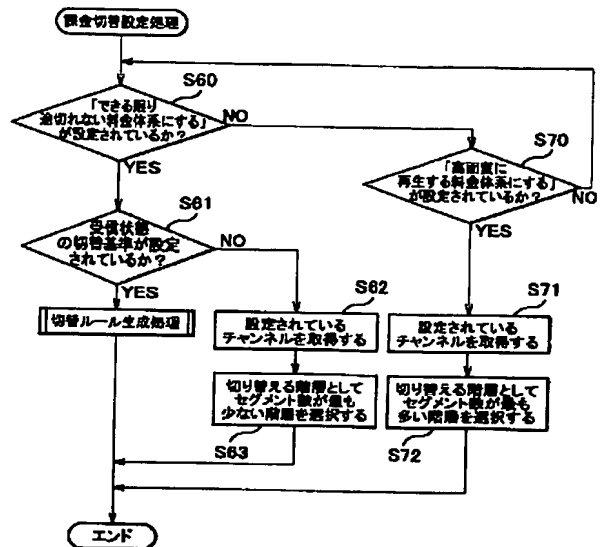 課金切替設定処理
S60
「できる限り
途切れない料金体系にする」
が設定されているか？
NO
YES
S70
「高画質に
再生する料金体系にする」
が設定されているか？
NO
YES
S61
受信状態
の切替基準が設定
されているか？
NO
YES
切替ルール生成処理
S62
設定されている
チャンネルを取得する
S71
設定されている
チャンネルを取得する
切り替える階層として
セグメント数が最も
少ない階層を選択する
S63
切り替える階層として
セグメント数が最も
多い階層を選択する
S72
エンド